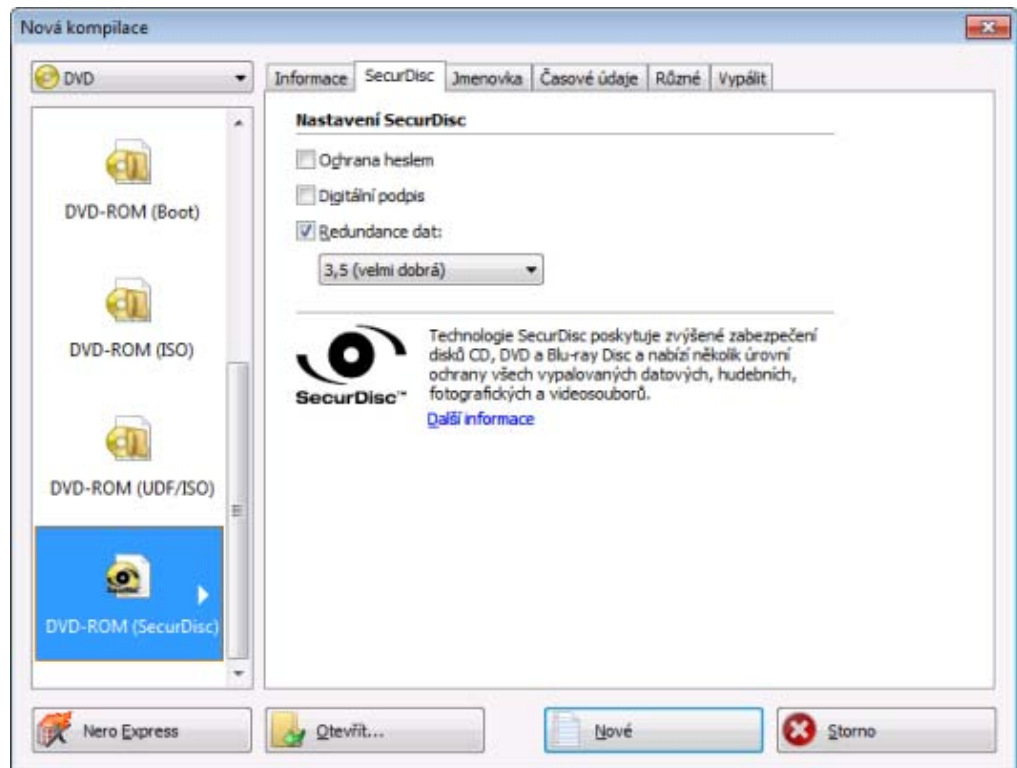 Nová kompilace
DVD
DVD-ROM (Boot)
DVD-ROM (ISO)
DVD-ROM (UDF/ISO)
DVD-ROM (SecurDisc)
Informace SecurDisc Jmenovka Časové údaje Různé Vypálit
Nastavení SecurDisc
Ochrana heslem
Digitální podpis
Redundance dat:
3,5 (velmi dobrá)
SecurDisc™
Technologie SecurDisc poskytuje zvýšené zabezpečení
disků CD, DVD a Blu-ray Disc a nabízí několik úrovní
ochrany všech vypalovaných datových, hudebních,
fotografických a videosouborů.
Další informace
Nero Express
Otevřít...
Nové
Storno